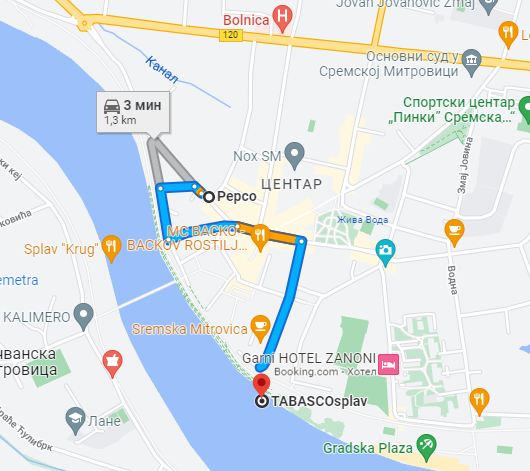 Jovan Jovanović Zmaj
Bolnica
120
Канал
Основни суд у
Сремској Митровици
3 мин
1,3 km
Спортски центар
„Пинки” Сремска...“
Nox SM
ЦЕНТАР
Змај Јовина
Pepco
Жива Вода
MC BACKO -
BACKOV ROSTILJ...
Splav "Krug"
Водна
KALIMERO
Sremska Mitrovica
Garni HOTEL ZANONI
Booking.com • Хотел
TABASCOsplav
Лане
Gradska Plaza